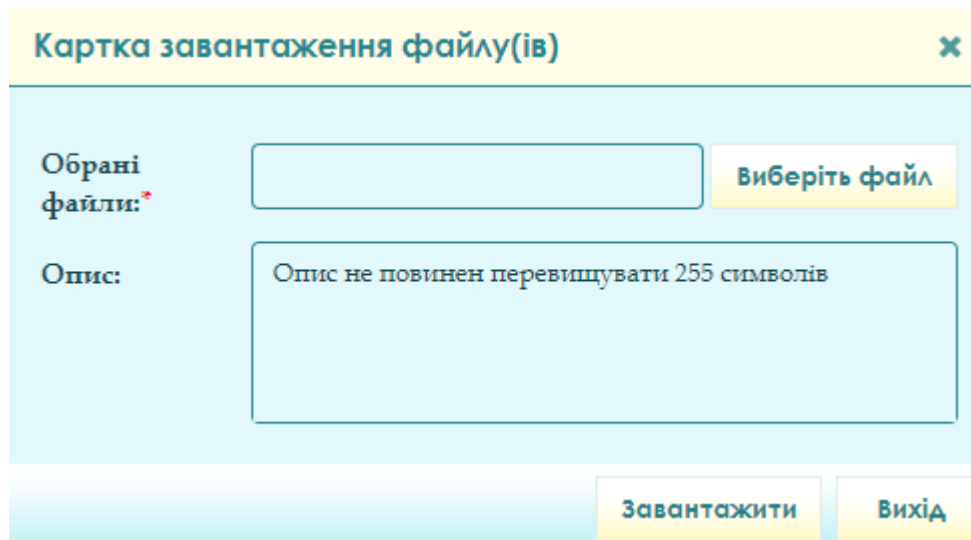 Картка завантаження файлу(ів)
Обрані
файли:*
Виберіть файл
Опис:
Опис не повинен перевищувати 255 символів
Завантажити
Вихід